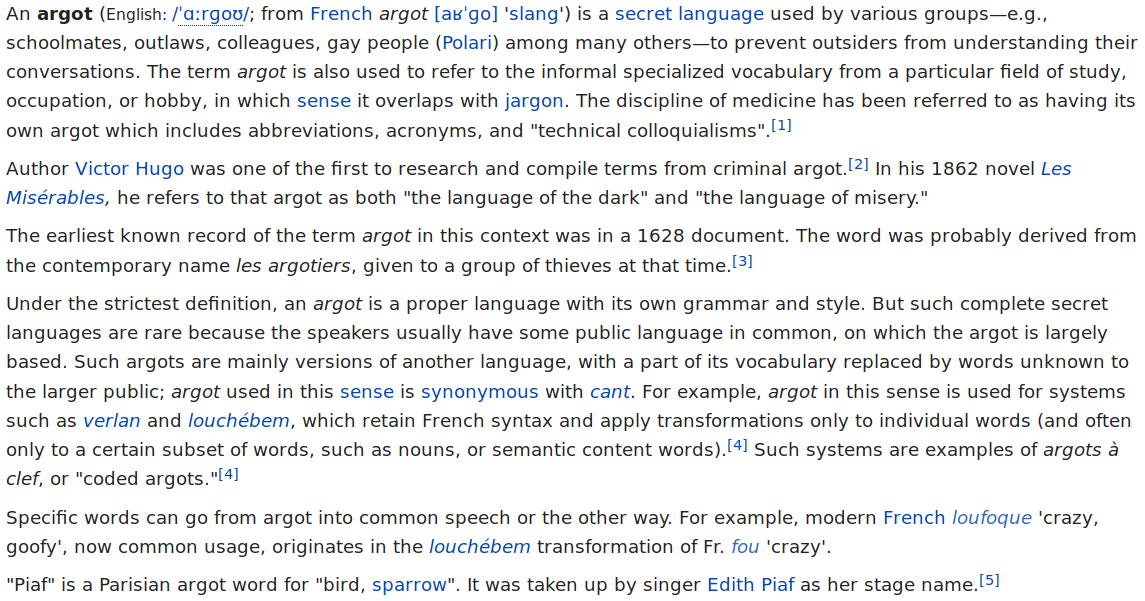 An argot (English: /ˈɑːrɡoʊ/; from French argot [aʁˈɡo] 'slang') is a secret language used by various groups—e.g.,
schoolmates, outlaws, colleagues, gay people (Polari) among many others—to prevent outsiders from understanding their
conversations. The term argot is also used to refer to the informal specialized vocabulary from a particular field of study,
occupation, or hobby, in which sense it overlaps with jargon. The discipline of medicine has been referred to as having its
own argot which includes abbreviations, acronyms, and "technical colloquialisms".[1]
Author Victor Hugo was one of the first to research and compile terms from criminal argot.[2] In his 1862 novel Les
Misérables, he refers to that argot as both "the language of the dark" and "the language of misery."
The earliest known record of the term argot in this context was in a 1628 document. The word was probably derived from
the contemporary name les argotiers, given to a group of thieves at that time.[3]
Under the strictest definition, an argot is a proper language with its own grammar and style. But such complete secret
languages are rare because the speakers usually have some public language in common, on which the argot is largely
based. Such argots are mainly versions of another language, with a part of its vocabulary replaced by words unknown to
the larger public; argot used in this sense is synonymous with cant. For example, argot in this sense is used for systems
such as verlan and louchébem, which retain French syntax and apply transformations only to individual words (and often
only to a certain subset of words, such as nouns, or semantic content words).[4] Such systems are examples of argots à
clef, or "coded argots."[4]
Specific words can go from argot into common speech or the other way. For example, modern French loufoque 'crazy,
goofy', now common usage, originates in the louchébem transformation of Fr. fou 'crazy'.
"Piaf" is a Parisian argot word for "bird, sparrow". It was taken up by singer Edith Piaf as her stage name.[5]